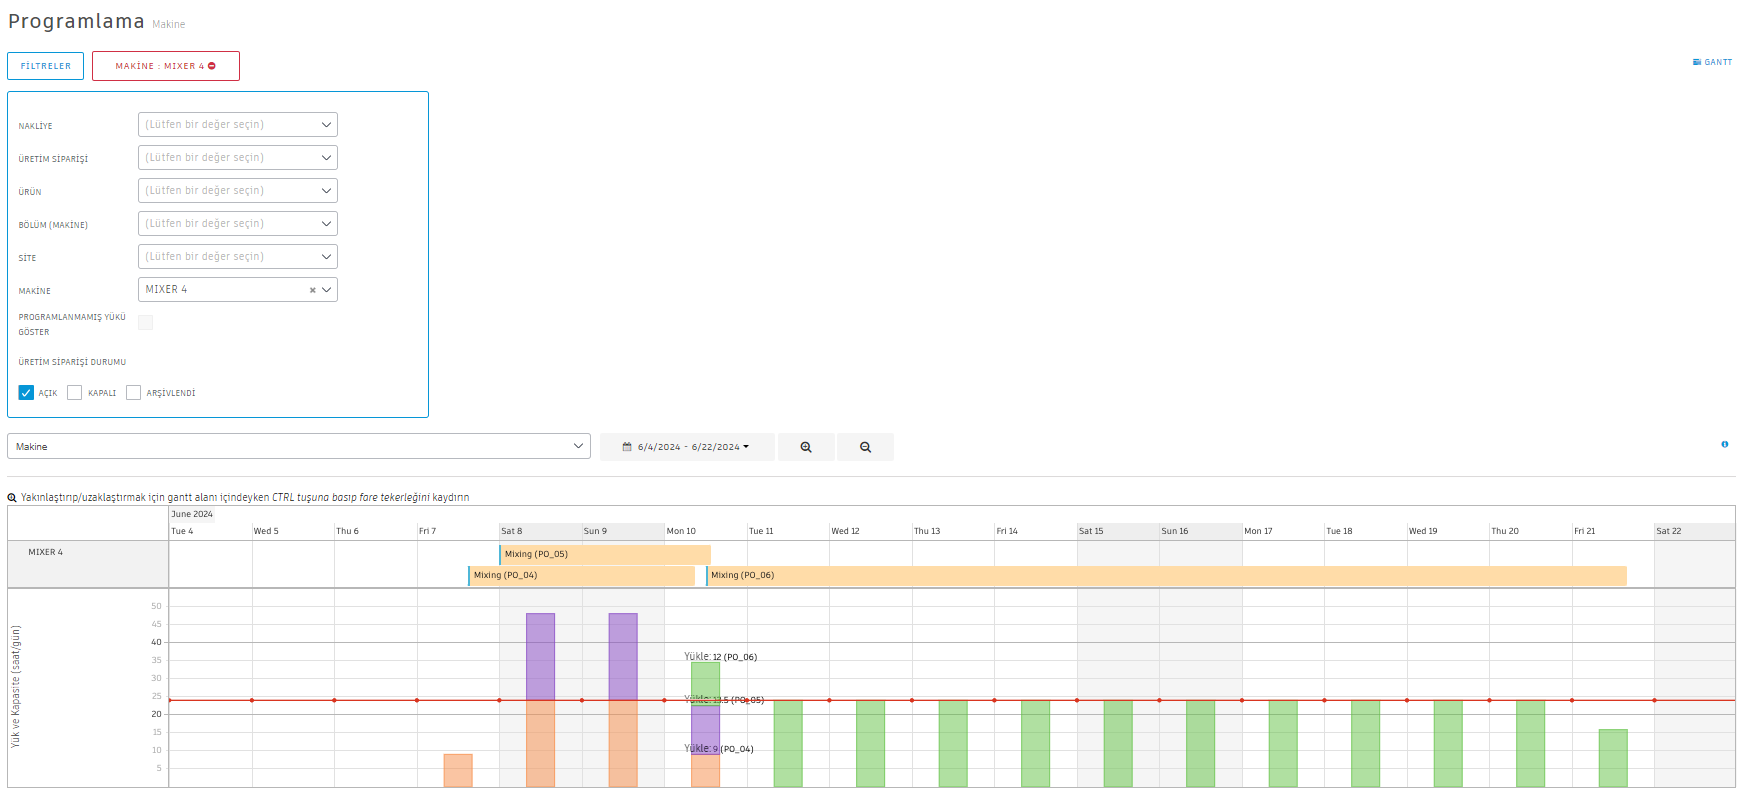 Programlama Makine
FİLTRELER
MAKİNE : MIXER 4
GANTT
NAKLİYE (Lütfen bir değer seçin)
ÜRETİM SİPARİŞİ (Lütfen bir değer seçin)
ÜRÜN (Lütfen bir değer seçin)
BÖLÜM (MAKİNE) (Lütfen bir değer seçin)
SİTE (Lütfen bir değer seçin)
MAKİNE MIXER 4
PROGRAMLANMAMIŞ YÜKÜ
GÖSTER
ÜRETİM SİPARİŞİ DURUMU
AÇIK KAPALI ARŞİVLENDİ
Makine 6/4/2024 - 6/22/2024
Yakınlaştırıp/uzaklaştırmak için gantt alanı içindeyken CTRL tuşuna basıp fare tekerleğini kaydırın
June 2024
Tue 4 Wed 5 Thu 6 Fri 7 Sat 8 Sun 9 Mon 10 Tue 11 Wed 12 Thu 13 Fri 14 Sat 15 Sun 16 Mon 17 Tue 18 Wed 19 Thu 20 Fri 21 Sat 22
MIXER 4
Mixing (PO_05)
Mixing (PO_04) Mixing (PO_06)
Yük ve Kapasite (saat/gün)
50
45
40
35
30
25
20
15
10
5
Yükle: 12 (PO_06)
Yükle: 13.5 (PO_05)
Yükle: 9 (PO_04)